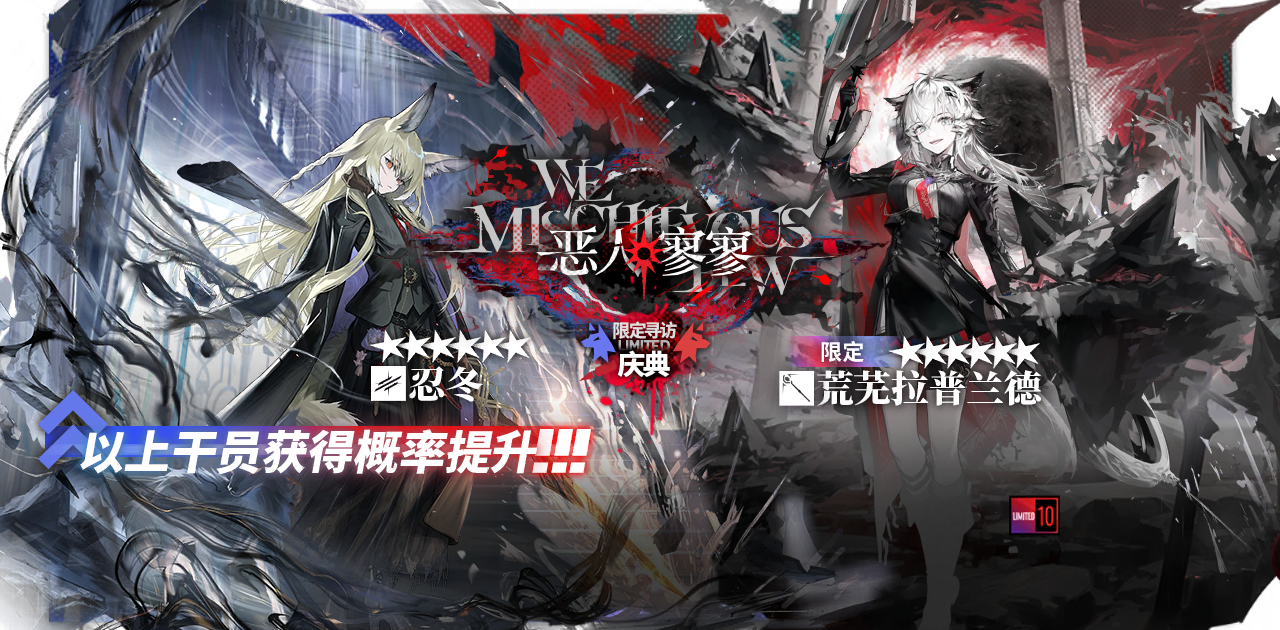 WE
MISCHIEVOUS
FEW
恶人寥寥
限定寻访
LIMITED
庆典
★★★★★★
忍冬
限定 ★★★★★★
荒芜拉普兰德
以上干员获得概率提升!!!
LIMITED 10